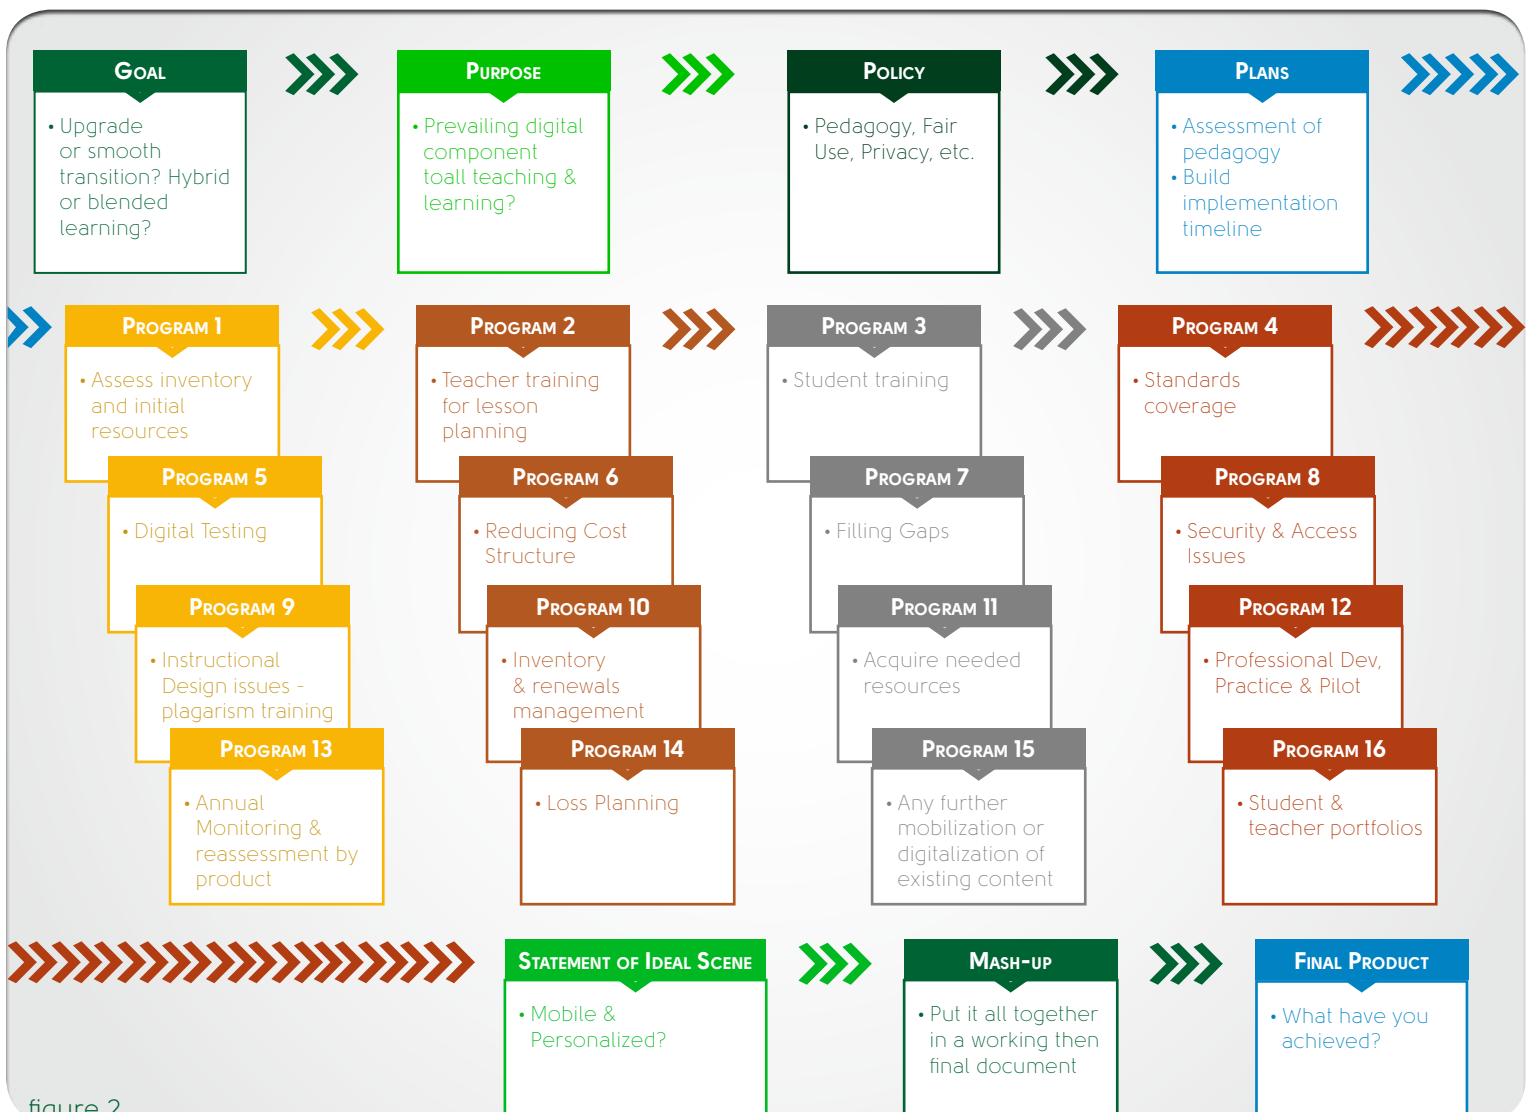 GOAL
• Upgrade
or smooth
transition? Hybrid
or blended
learning?
PURPOSE
• Prevailing digital
component
toall teaching &
learning?
POLICY
• Pedagogy, Fair
Use, Privacy, etc.
PLANS
• Assessment of
pedagogy
• Build
implementation
timeline
PROGRAM 1
• Assess inventory
and initial
resources
PROGRAM 2
• Teacher training
for lesson
planning
PROGRAM 3
• Student training
PROGRAM 4
• Standards
coverage
PROGRAM 5
• Digital Testing
PROGRAM 6
• Reducing Cost
Structure
PROGRAM 7
• Filling Gaps
PROGRAM 8
• Security & Access
Issues
PROGRAM 9
• Instructional
Design issues -
plagarism training
PROGRAM 10
• Inventory
& renewals
management
PROGRAM 11
• Acquire needed
resources
PROGRAM 12
• Professional Dev,
Practice & Pilot
PROGRAM 13
• Annual
Monitoring &
reassessment by
product
PROGRAM 14
• Loss Planning
PROGRAM 15
• Any further
mobilization or
digitalization of
existing content
PROGRAM 16
• Student &
teacher portfolios
STATEMENT OF IDEAL SCENE
• Mobile &
Personalized?
MASH-UP
• Put it all together
in a working then
final document
FINAL PRODUCT
• What have you
achieved?
figure 2